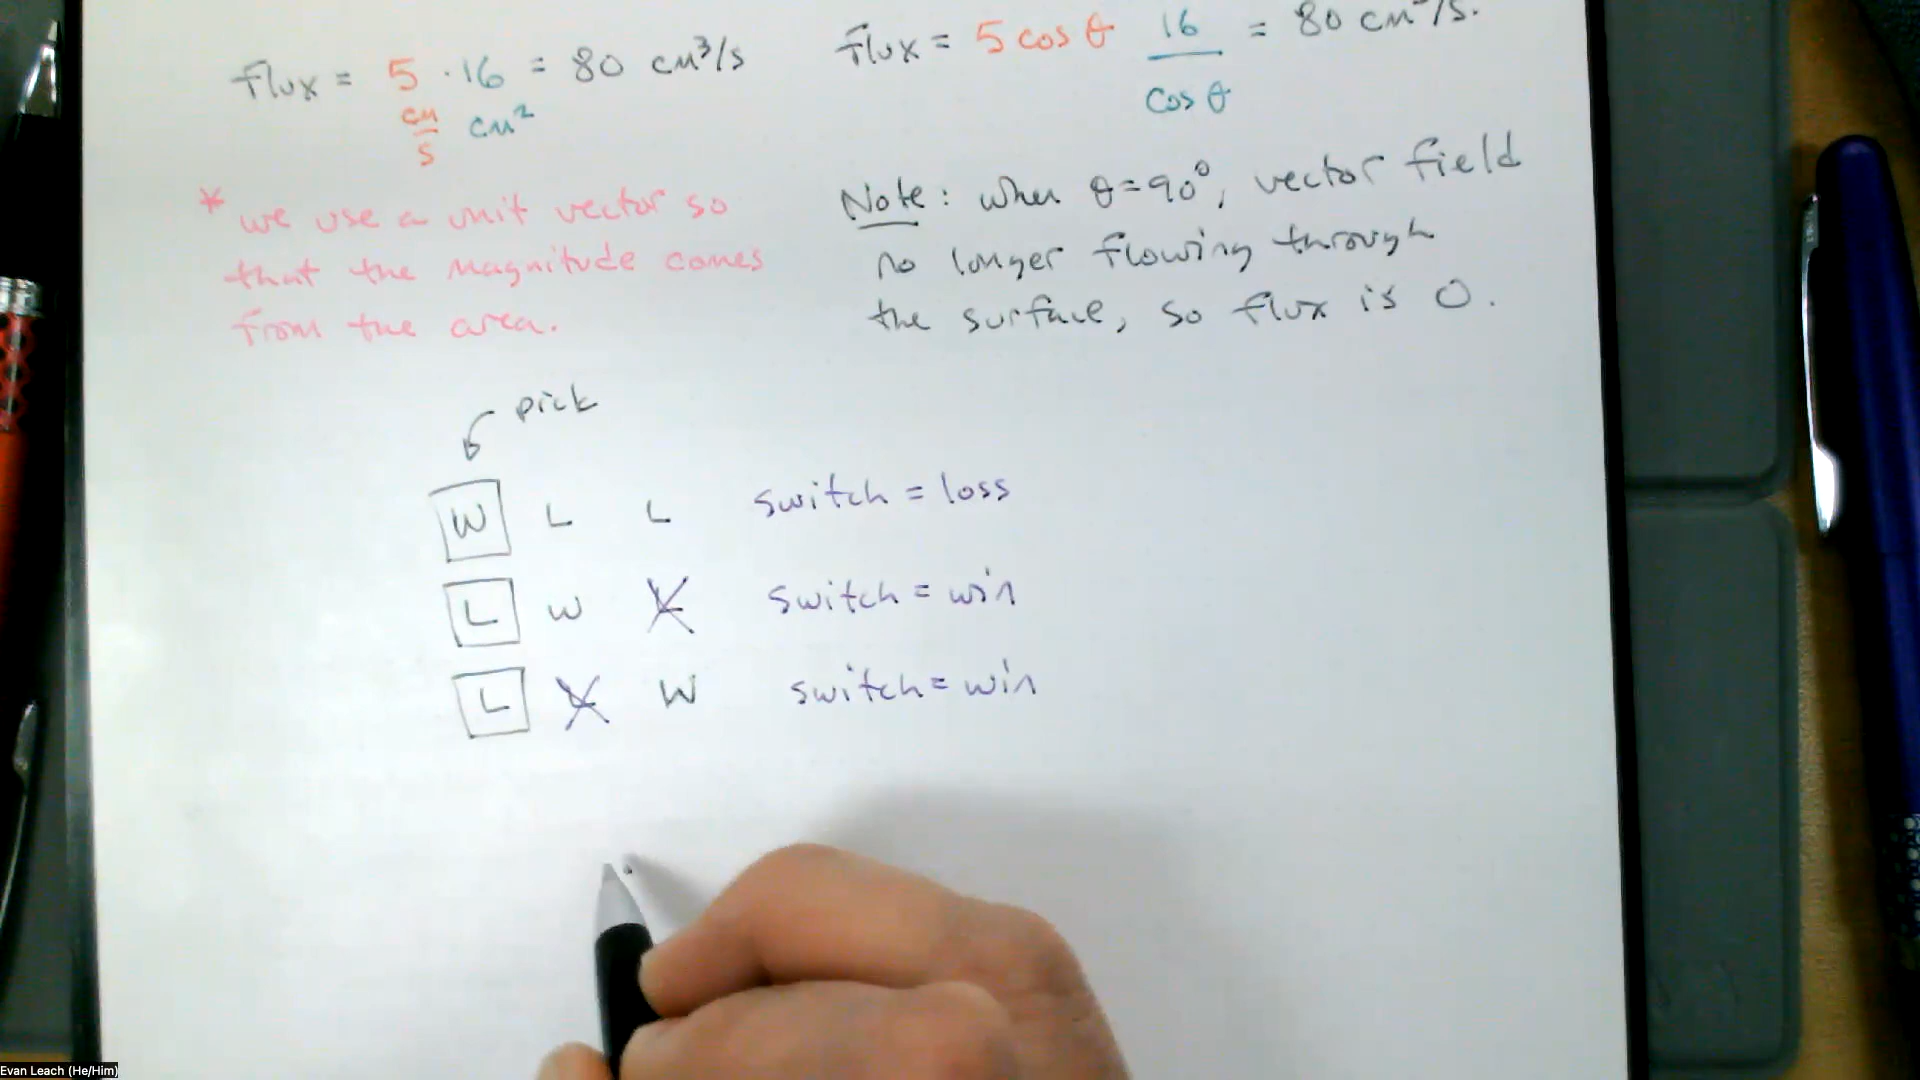 flux = 5 · 16 = 80 cm³/s
cm/s cm²
flux = 5 cos θ 16/cos θ = 80 cm³/s.
* we use a unit vector so
that the magnitude comes
from the area.
Note: when θ=90°, vector field
no longer flowing through
the surface, so flux is 0.
pick
W L L switch = loss
L W L switch = win
L L W switch = win
Evan Leach (He/Him)